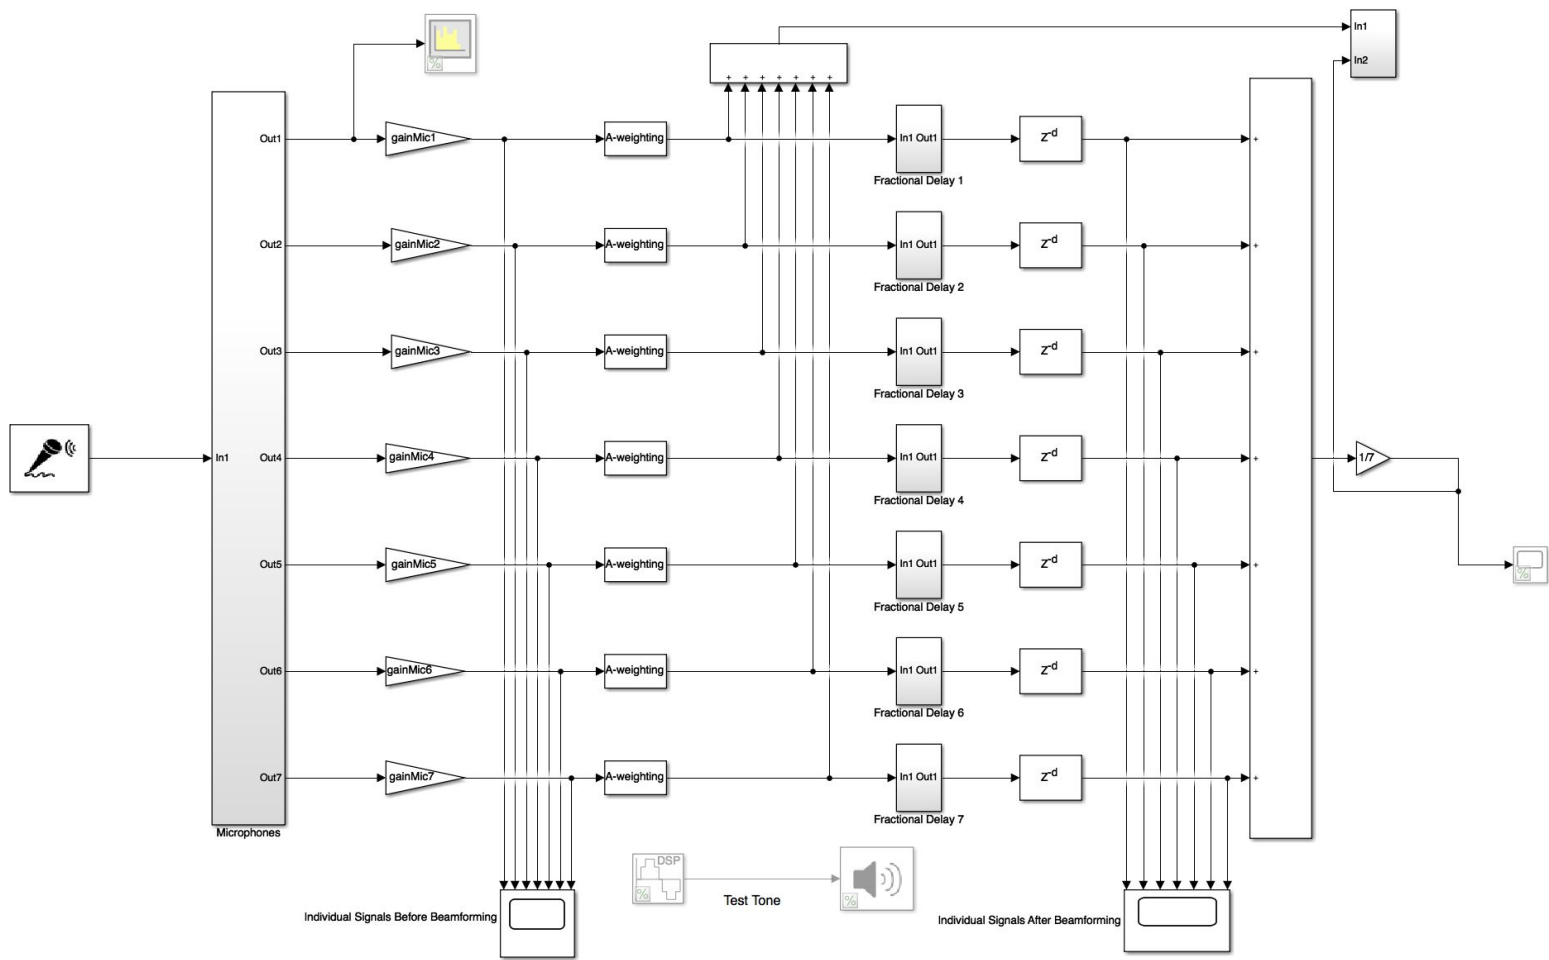 In1
In2
+ + + + + + +
Out1
gainMic1
A-weighting
In1 Out1
z-d
+
Fractional Delay 1
Out2
gainMic2
A-weighting
In1 Out1
z-d
+
Fractional Delay 2
Out3
gainMic3
A-weighting
In1 Out1
z-d
+
Fractional Delay 3
In1
Out4
gainMic4
A-weighting
In1 Out1
z-d
+
1/7
Fractional Delay 4
Out5
gainMic5
A-weighting
In1 Out1
z-d
+
Fractional Delay 5
%
Out6
gainMic6
A-weighting
In1 Out1
z-d
+
Fractional Delay 6
Out7
gainMic7
A-weighting
In1 Out1
z-d
+
Fractional Delay 7
Microphones
DSP
%
%
Test Tone
Individual Signals Before Beamforming
Individual Signals After Beamforming
%